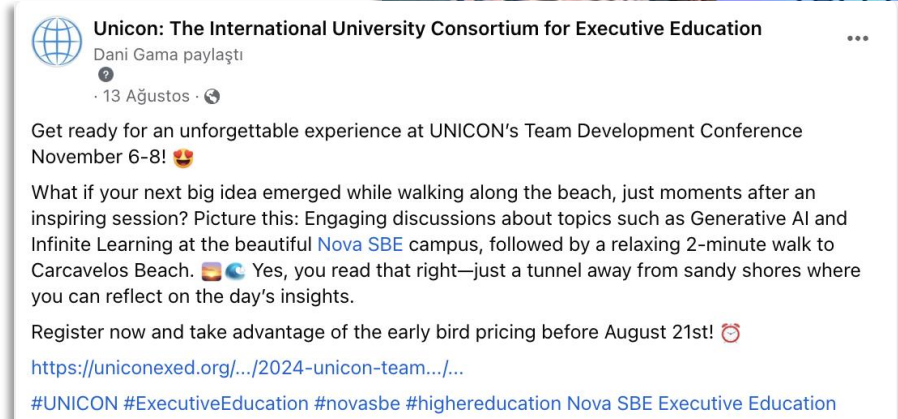 Unicon: The International University Consortium for Executive Education
Dani Gama paylaştı
· 13 Ağustos ·
Get ready for an unforgettable experience at UNICON’s Team Development Conference
November 6-8! 😍
What if your next big idea emerged while walking along the beach, just moments after an
inspiring session? Picture this: Engaging discussions about topics such as Generative AI and
Infinite Learning at the beautiful Nova SBE campus, followed by a relaxing 2-minute walk to
Carcavelos Beach. 🌅🌊 Yes, you read that right—just a tunnel away from sandy shores where
you can reflect on the day’s insights.
Register now and take advantage of the early bird pricing before August 21st! ⏰
https://uniconexed.org/.../2024-unicon-team.../...
#UNICON #ExecutiveEducation #novasbe #highereducation Nova SBE Executive Education